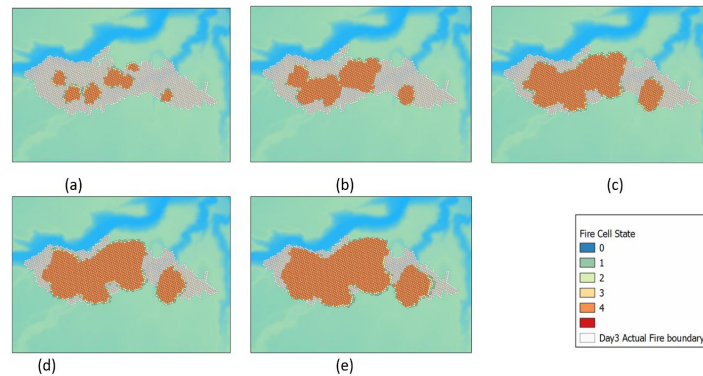 (a)
(b)
(c)
(d)
(e)
Fire Cell State
0
1
2
3
4
Day3 Actual Fire boundary